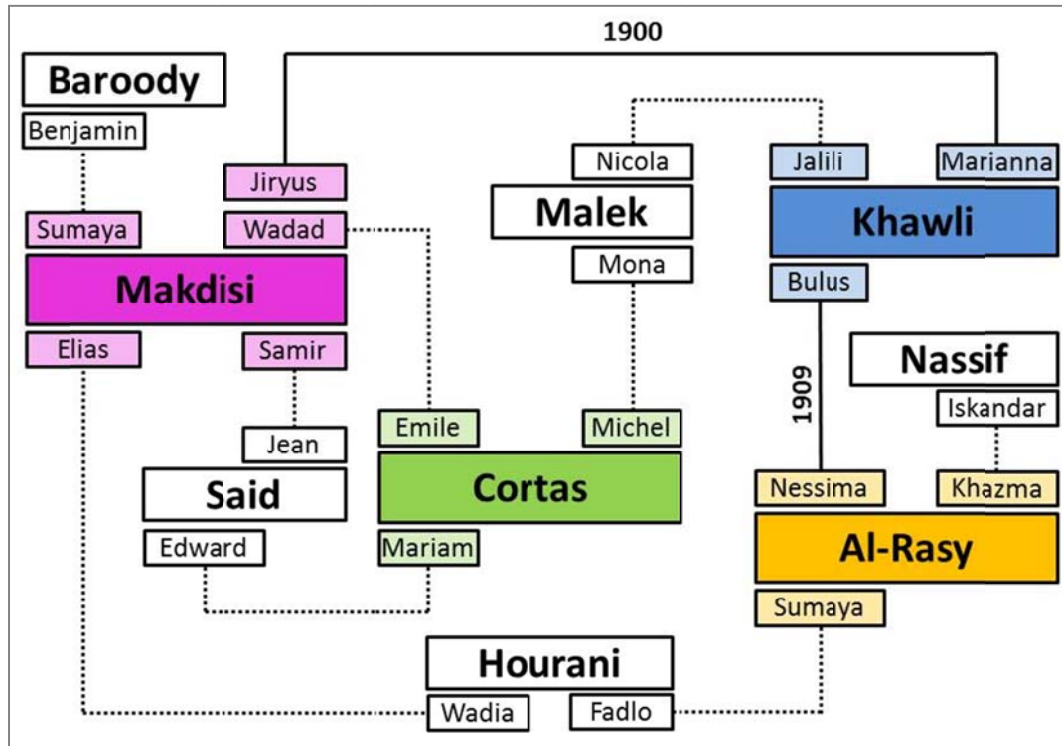 1900
Baroody
Benjamin
Nicola
Jalili
Marianna
Jiryus
Malek
Khawli
Sumaya
Wadad
Mona
Bulus
Makdisi
Elias
Samir
Nassif
1909
Iskandar
Jean
Emile
Michel
Said
Cortas
Nessima
Khazma
Edward
Mariam
Al-Rasy
Sumaya
Hourani
Wadia
Fadlo